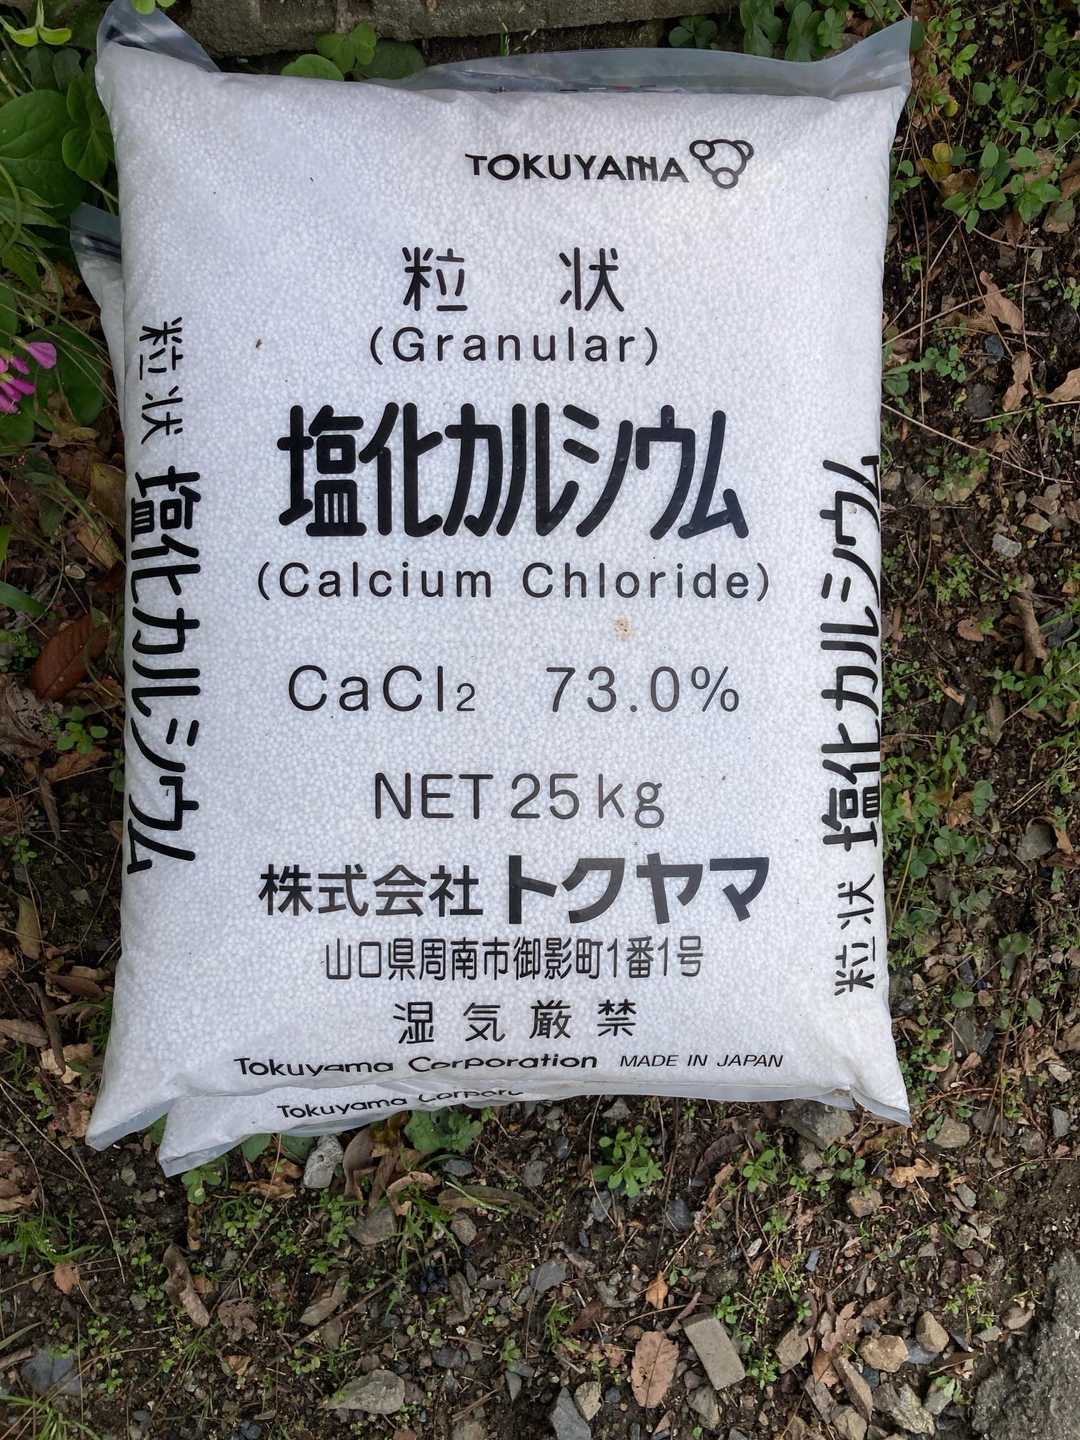 TOKUYAMA
粒状
(Granular)
塩化カルシウム
(Calcium Chloride)
CaCl₂ 73.0%
NET 25kg
株式会社トクヤマ
山口県周南市御影町1番1号
湿気厳禁
Tokuyama Corporation MADE IN JAPAN
粒状 塩化カルシウム
粒状 塩化カルシウム
Tokuyama